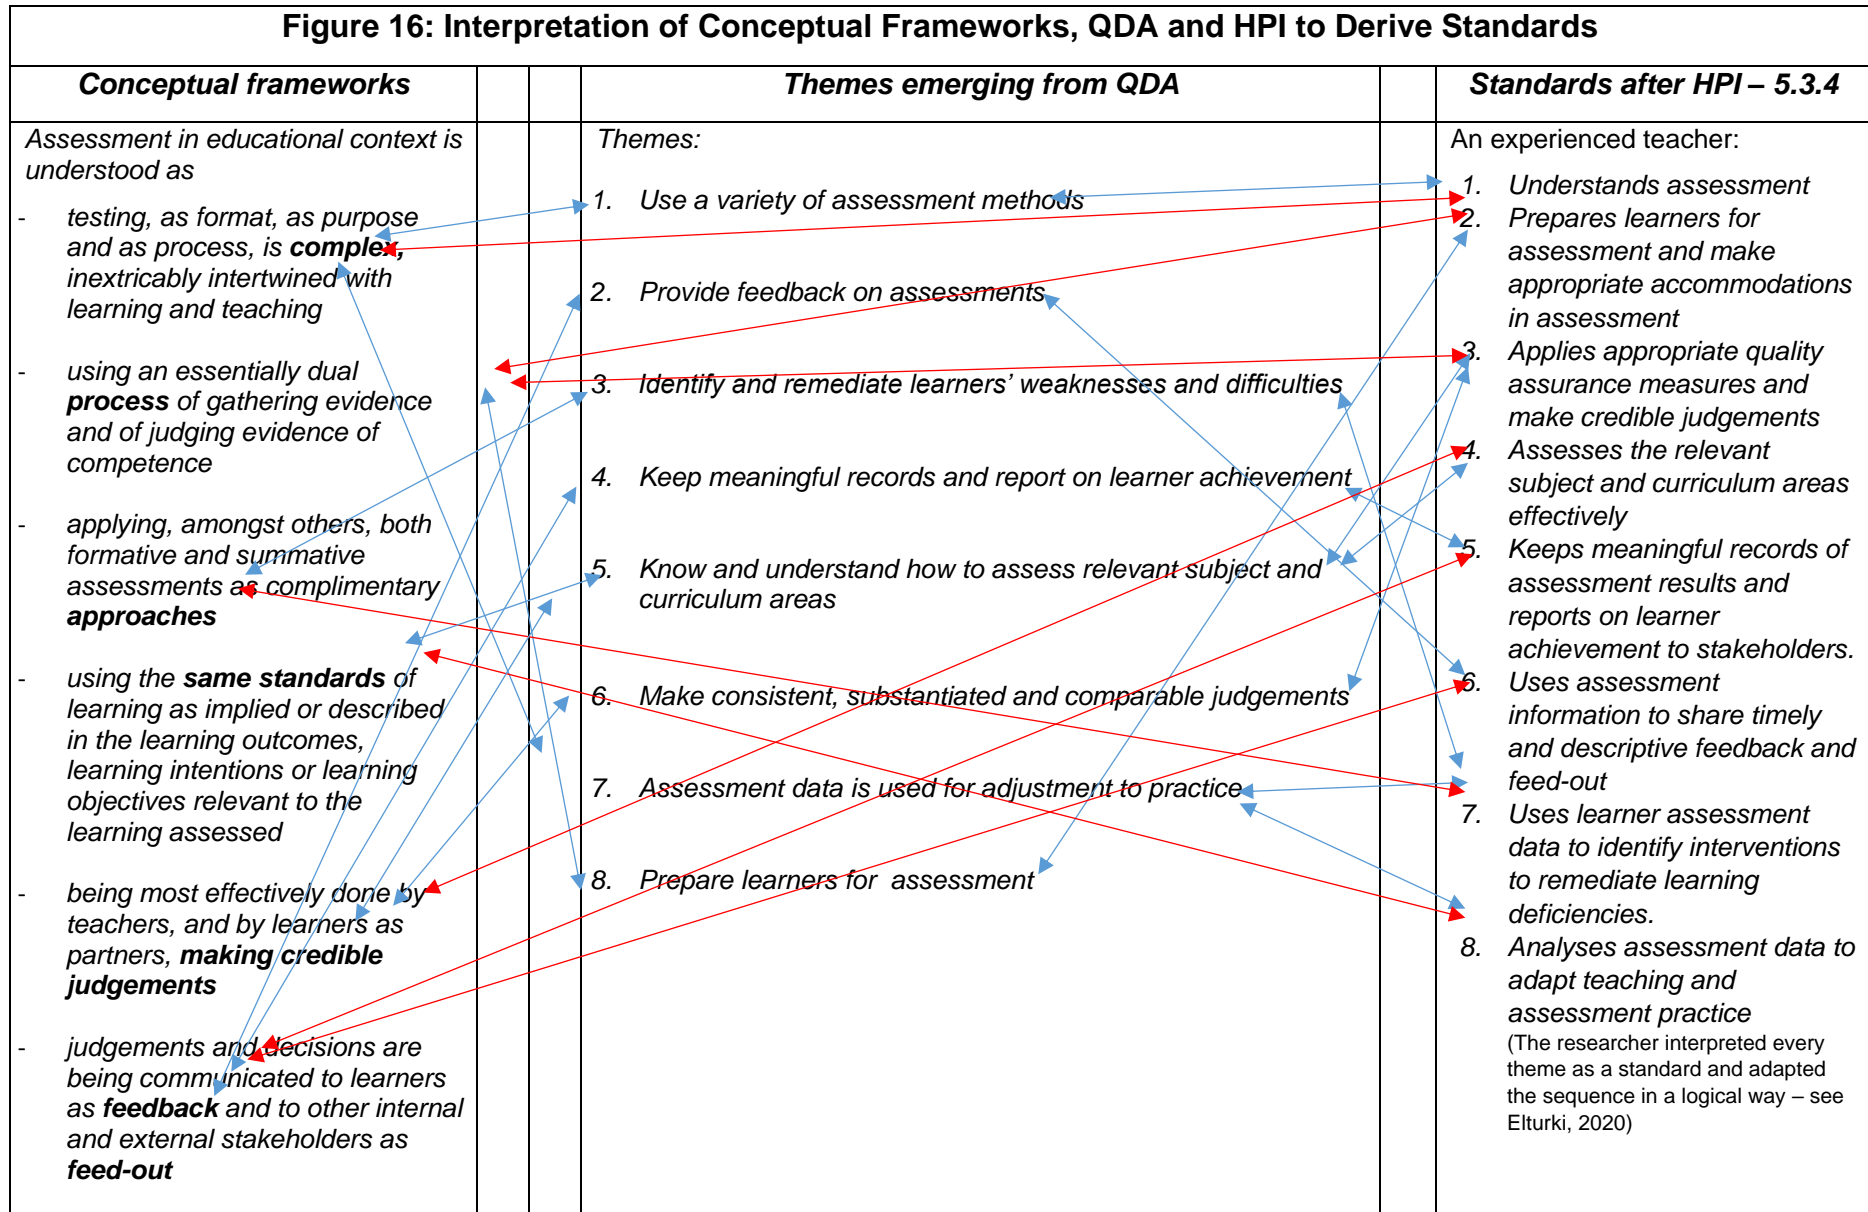 Figure 16: Interpretation of Conceptual Frameworks, QDA and HPI to Derive Standards
Conceptual frameworks
Assessment in educational context is
understood as
- testing, as format, as purpose
and as process, is complex,
inextricably intertwined with
learning and teaching
- using an essentially dual
process of gathering evidence
and of judging evidence of
competence
- applying, amongst others, both
formative and summative
assessments as complimentary
approaches
- using the same standards of
learning as implied or described
in the learning outcomes,
learning intentions or learning
objectives relevant to the
learning assessed
- being most effectively done by
teachers, and by learners as
partners, making credible
judgements
- judgements and decisions are
being communicated to learners
as feedback and to other internal
and external stakeholders as
feed-out
Themes emerging from QDA
Themes:
1. Use a variety of assessment methods
2. Provide feedback on assessments
3. Identify and remediate learners’ weaknesses and difficulties
4. Keep meaningful records and report on learner achievement
5. Know and understand how to assess relevant subject and
curriculum areas
6. Make consistent, substantiated and comparable judgements
7. Assessment data is used for adjustment to practice
8. Prepare learners for assessment
Standards after HPI – 5.3.4
An experienced teacher:
1. Understands assessment
2. Prepares learners for
assessment and make
appropriate accommodations
in assessment
3. Applies appropriate quality
assurance measures and
make credible judgements
4. Assesses the relevant
subject and curriculum areas
effectively
5. Keeps meaningful records of
assessment results and
reports on learner
achievement to stakeholders.
6. Uses assessment
information to share timely
and descriptive feedback and
feed-out
7. Uses learner assessment
data to identify interventions
to remediate learning
deficiencies.
8. Analyses assessment data to
adapt teaching and
assessment practice
(The researcher interpreted every
theme as a standard and adapted
the sequence in a logical way – see
Elturki, 2020)